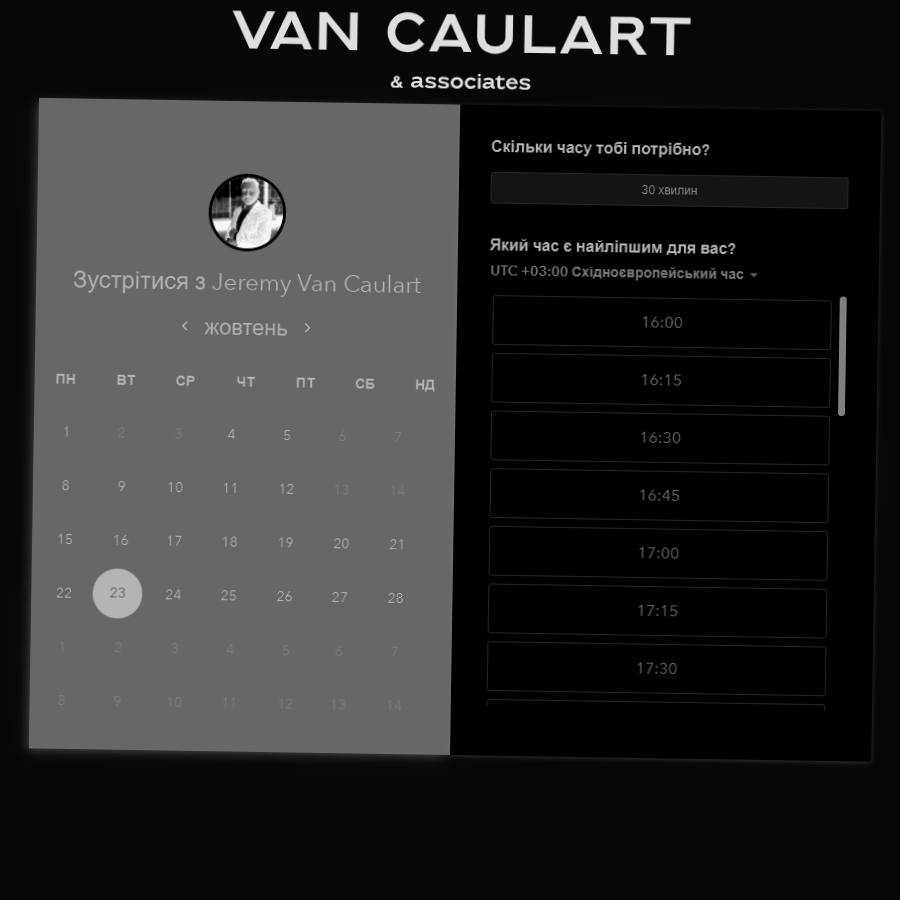 VAN CAULART
& associates
Зустрітися з Jeremy Van Caulart
жовтень
ПН ВТ СР ЧТ ПТ СБ НД
1 2 3 4 5 6 7
8 9 10 11 12 13 14
15 16 17 18 19 20 21
22 23 24 25 26 27 28
1 2 3 4 5 6 7
8 9 10 11 12 13 14
Скільки часу тобі потрібно?
30 хвилин
Який час є найліпшим для вас?
UTC +03:00 Східноєвропейський час
16:00
16:15
16:30
16:45
17:00
17:15
17:30